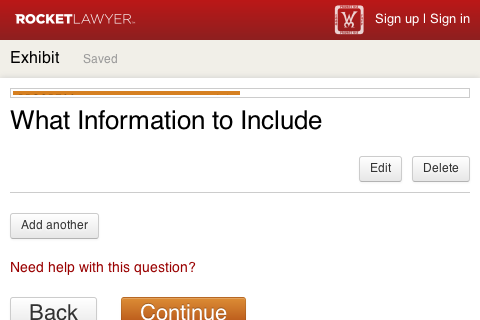 ROCKETLAWYER
Sign up | Sign in
Exhibit Saved
What Information to Include
Edit Delete
Add another
Need help with this question?
Back Continue